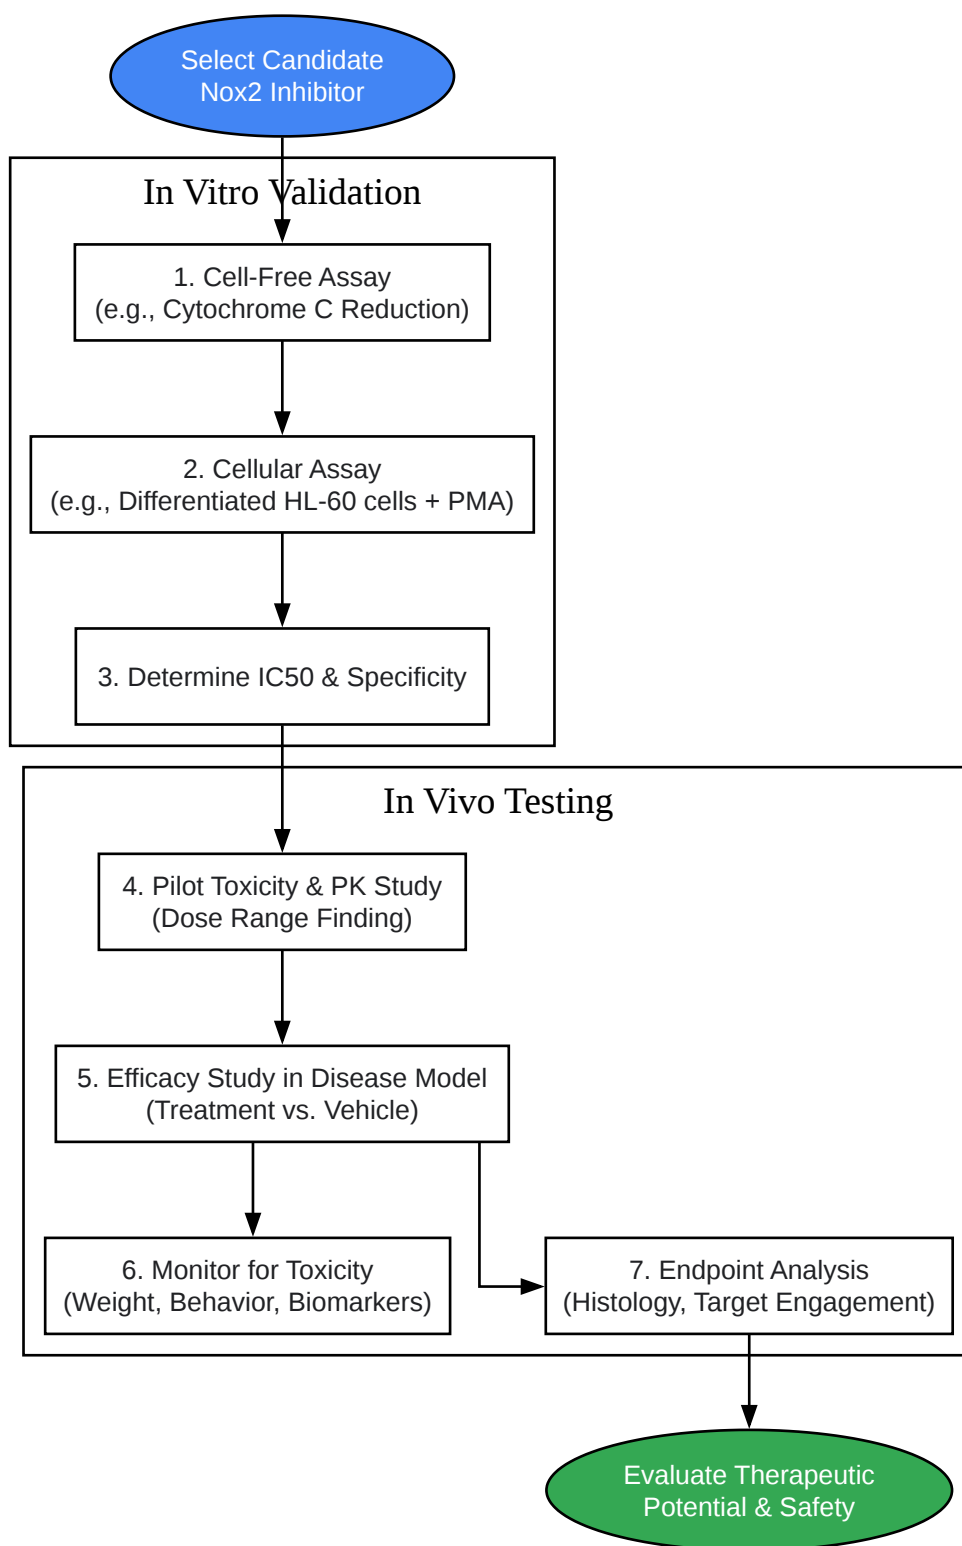 Select Candidate
Nox2 Inhibitor
In Vitro Validation
1. Cell-Free Assay
(e.g., Cytochrome C Reduction)
2. Cellular Assay
(e.g., Differentiated HL-60 cells + PMA)
3. Determine IC50 & Specificity
In Vivo Testing
4. Pilot Toxicity & PK Study
(Dose Range Finding)
5. Efficacy Study in Disease Model
(Treatment vs. Vehicle)
6. Monitor for Toxicity
(Weight, Behavior, Biomarkers)
7. Endpoint Analysis
(Histology, Target Engagement)
Evaluate Therapeutic
Potential & Safety